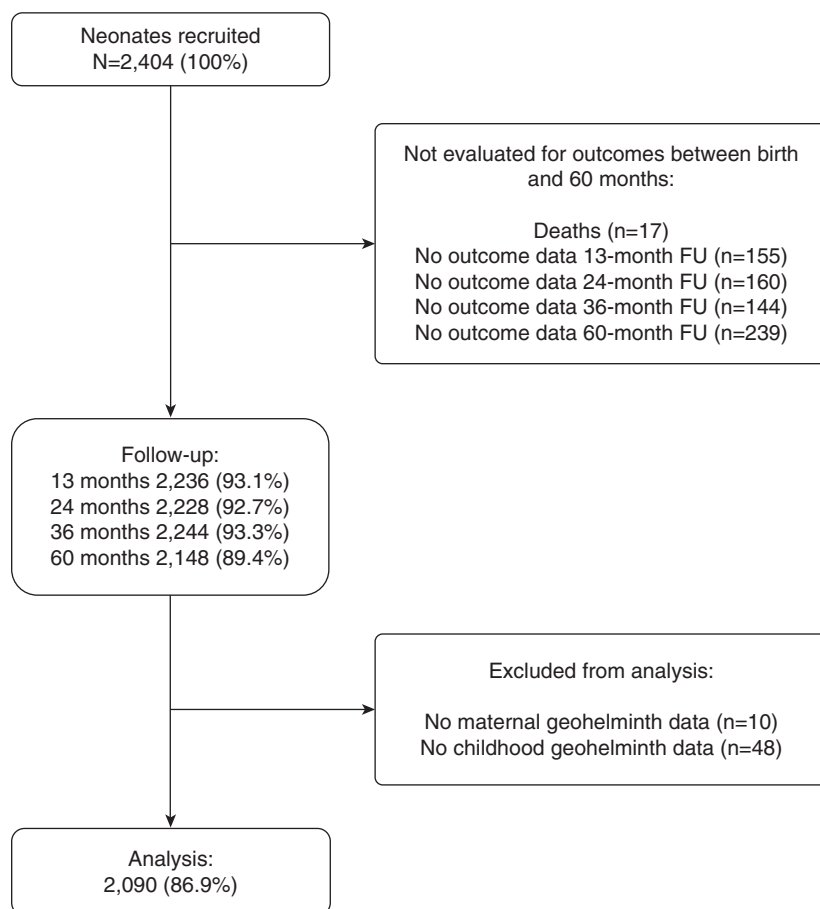 Neonates recruited
N=2,404 (100%)
Not evaluated for outcomes between birth
and 60 months:
Deaths (n=17)
No outcome data 13-month FU (n=155)
No outcome data 24-month FU (n=160)
No outcome data 36-month FU (n=144)
No outcome data 60-month FU (n=239)
Follow-up:
13 months 2,236 (93.1%)
24 months 2,228 (92.7%)
36 months 2,244 (93.3%)
60 months 2,148 (89.4%)
Excluded from analysis:
No maternal geohelminth data (n=10)
No childhood geohelminth data (n=48)
Analysis:
2,090 (86.9%)